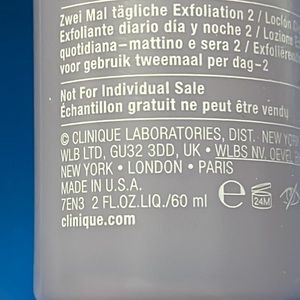 Zwei Mal tägliche Exfoliation 2 / Loción
Exfoliante diario día y noche 2 / Lozione
quotidiana–mattino e sera 2 /
voor gebruik tweemaal per dag–2
Not For Individual Sale
Échantillon gratuit ne peut être vendu
© CLINIQUE LABORATORIES, DIST. NEW
WLB LTD, GU32 3DD, UK • WLBS NV, OEVEL,
NEW YORK • LONDON • PARIS
MADE IN U.S.A.
7EN3 2 FL.OZ.LIQ./60 ml e 24M
clinique.com